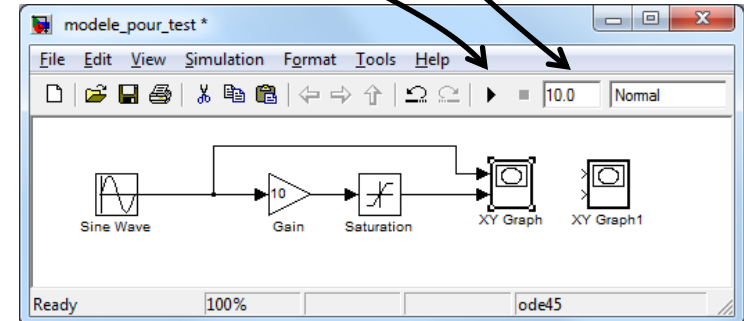 modele_pour_test *
File Edit View Simulation Format Tools Help
10.0 Normal
10
Sine Wave Gain Saturation XY Graph XY Graph1
Ready 100% ode45